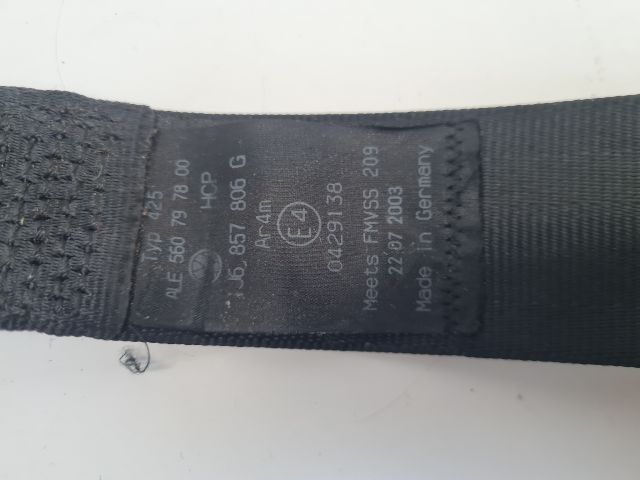 Typ 425
ALE 560 79 78 00
HCP
1J6 857 806 G
Ar4m
E4
0429138
Meets FMVSS 209
22 07 2003
Made in Germany